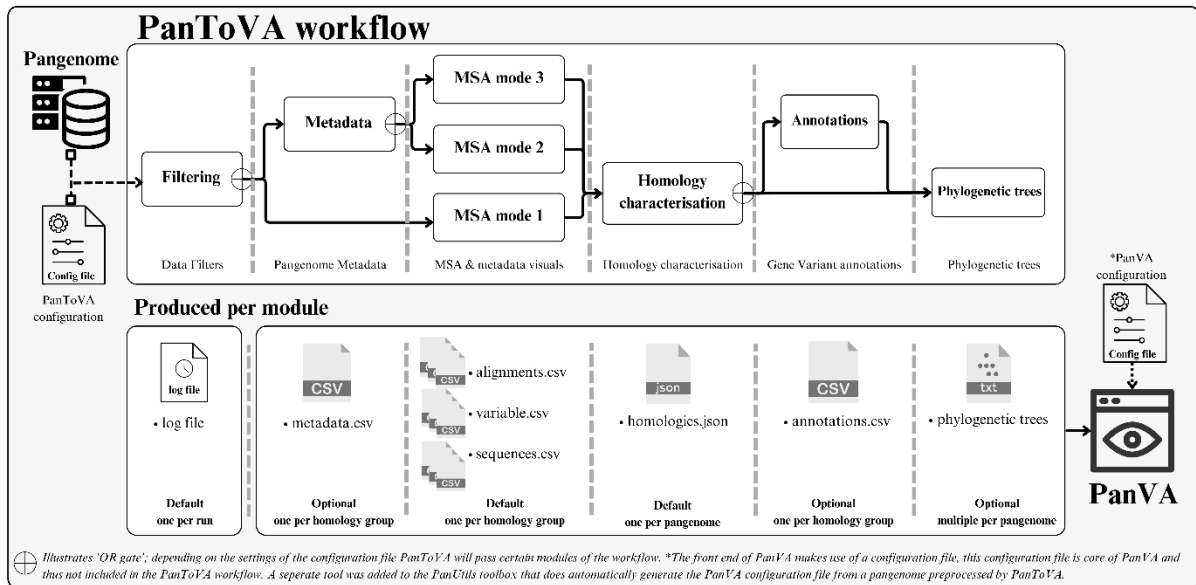 PanToVA workflow
Pangenome
Config file
PanToVA
configuration
Filtering
Metadata
MSA mode 3
MSA mode 2
MSA mode 1
Homology
characterisation
Annotations
Phylogenetic trees
Data Filters
Pangenome Metadata
MSA & metadata visuals
Homology characterisation
Gene Variant annotations
Phylogenetic trees
*PanVA
configuration
Config file
PanVA
Produced per module
log file
• log file
Default
one per run
CSV
• metadata.csv
Optional
one per homology group
CSV
• alignments.csv
CSV
• variable.csv
CSV
• sequences.csv
Default
one per homology group
json
• homologies.json
Default
one per pangenome
CSV
• annotations.csv
Optional
one per homology group
txt
• phylogenetic trees
Optional
multiple per pangenome
Illustrates 'OR gate'; depending on the settings of the configuration file PanToVA will pass certain modules of the workflow. *The front end of PanVA makes use of a configuration file, this configuration file is core of PanVA and
thus not included in the PanToVA workflow. A seperate tool was added to the PanUtils toolbox that does automatically generate the PanVA configuration file from a pangenome preprocessed by PanToVA.